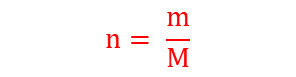 n = m/M